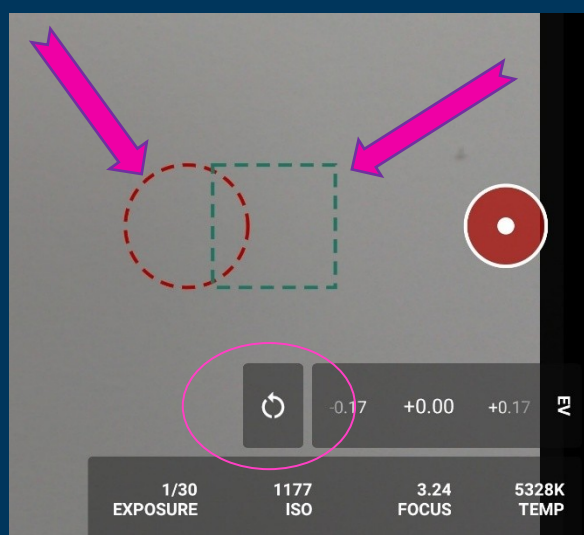 -0.17 +0.00 +0.17 EV
1/30 1177 3.24 5328K
EXPOSURE ISO FOCUS TEMP